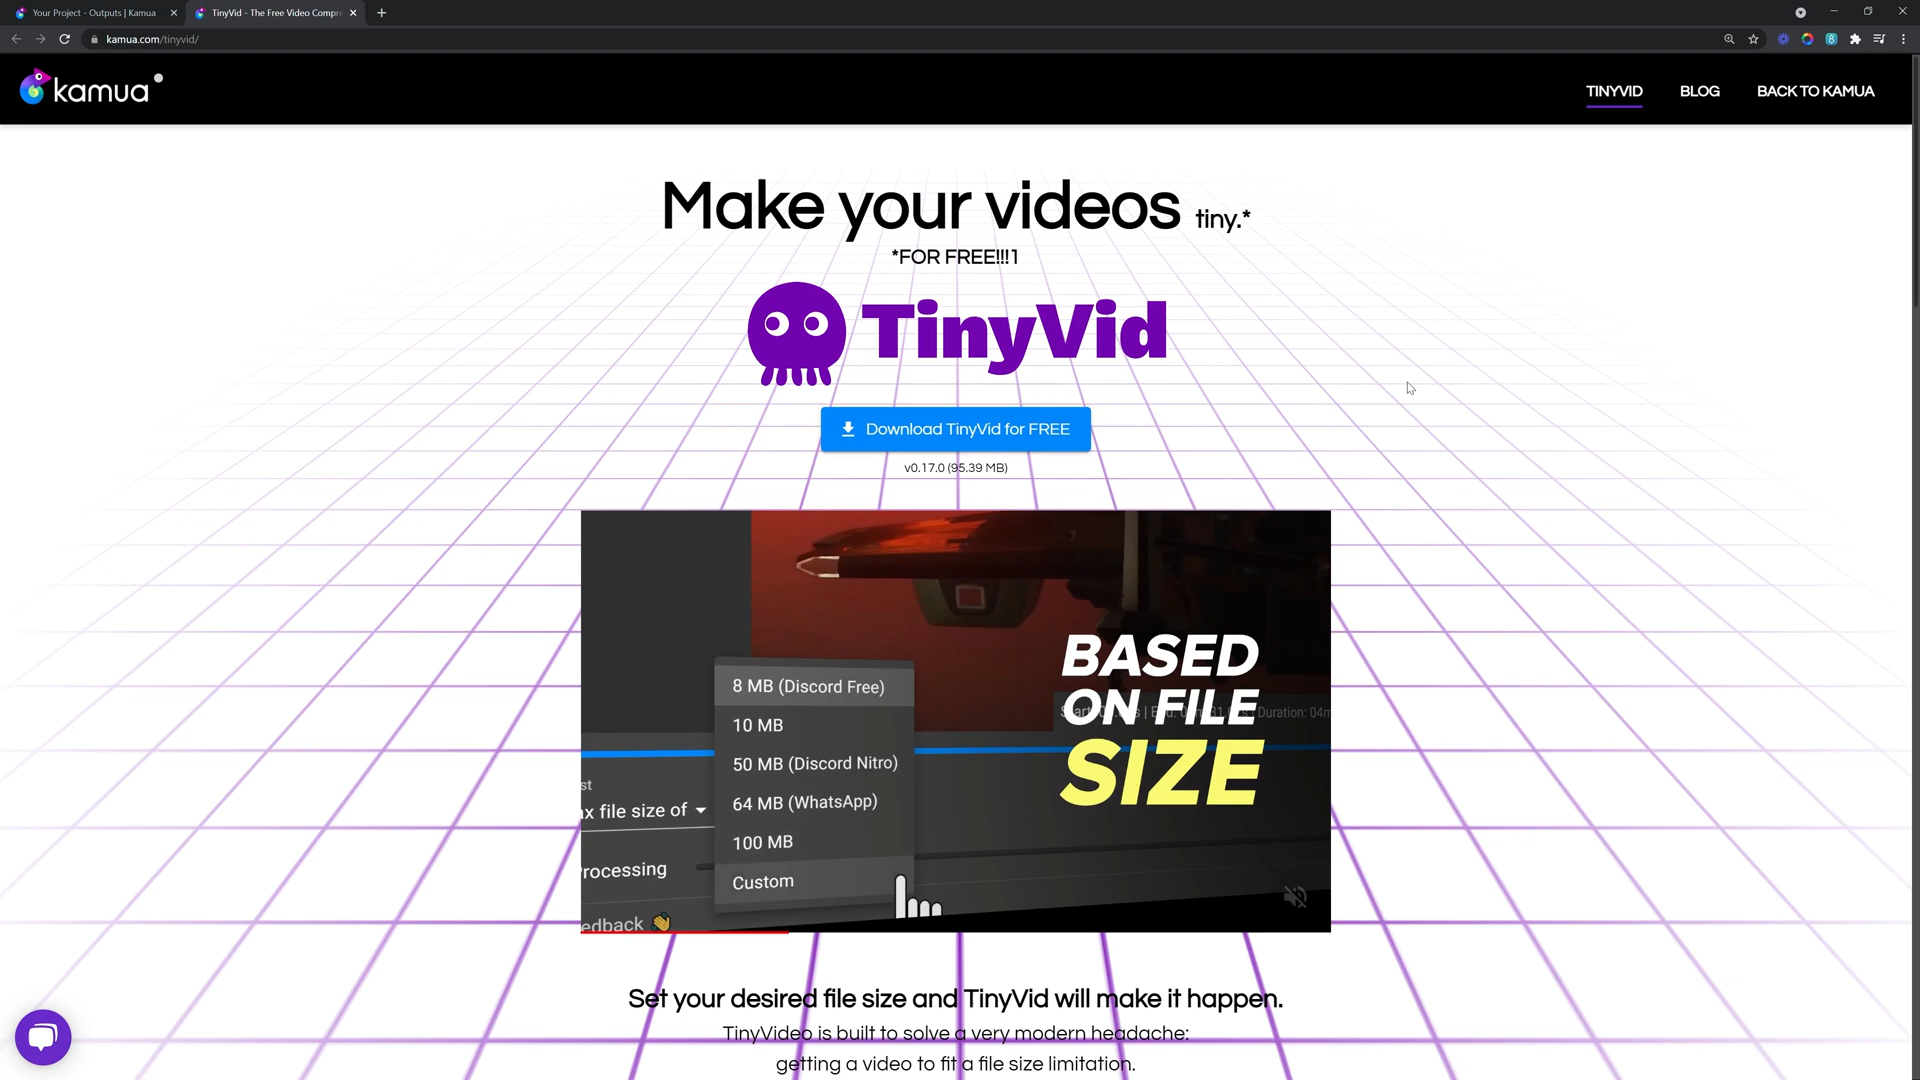 Your Project - Outputs | Kamua
TinyVid - The Free Video Compre
kamua.com/tinyvid/
kamua
TINYVID
BLOG
BACK TO KAMUA
Make your videos tiny.*
*FOR FREE!!!1
TinyVid
Download TinyVid for FREE
v0.17.0 (95.39 MB)
BASED
ON FILE
SIZE
8 MB (Discord Free)
10 MB
50 MB (Discord Nitro)
64 MB (WhatsApp)
100 MB
Custom
st
x file size of
rocessing
edback
Duration: 04m
Set your desired file size and TinyVid will make it happen.
TinyVideo is built to solve a very modern headache:
getting a video to fit a file size limitation.